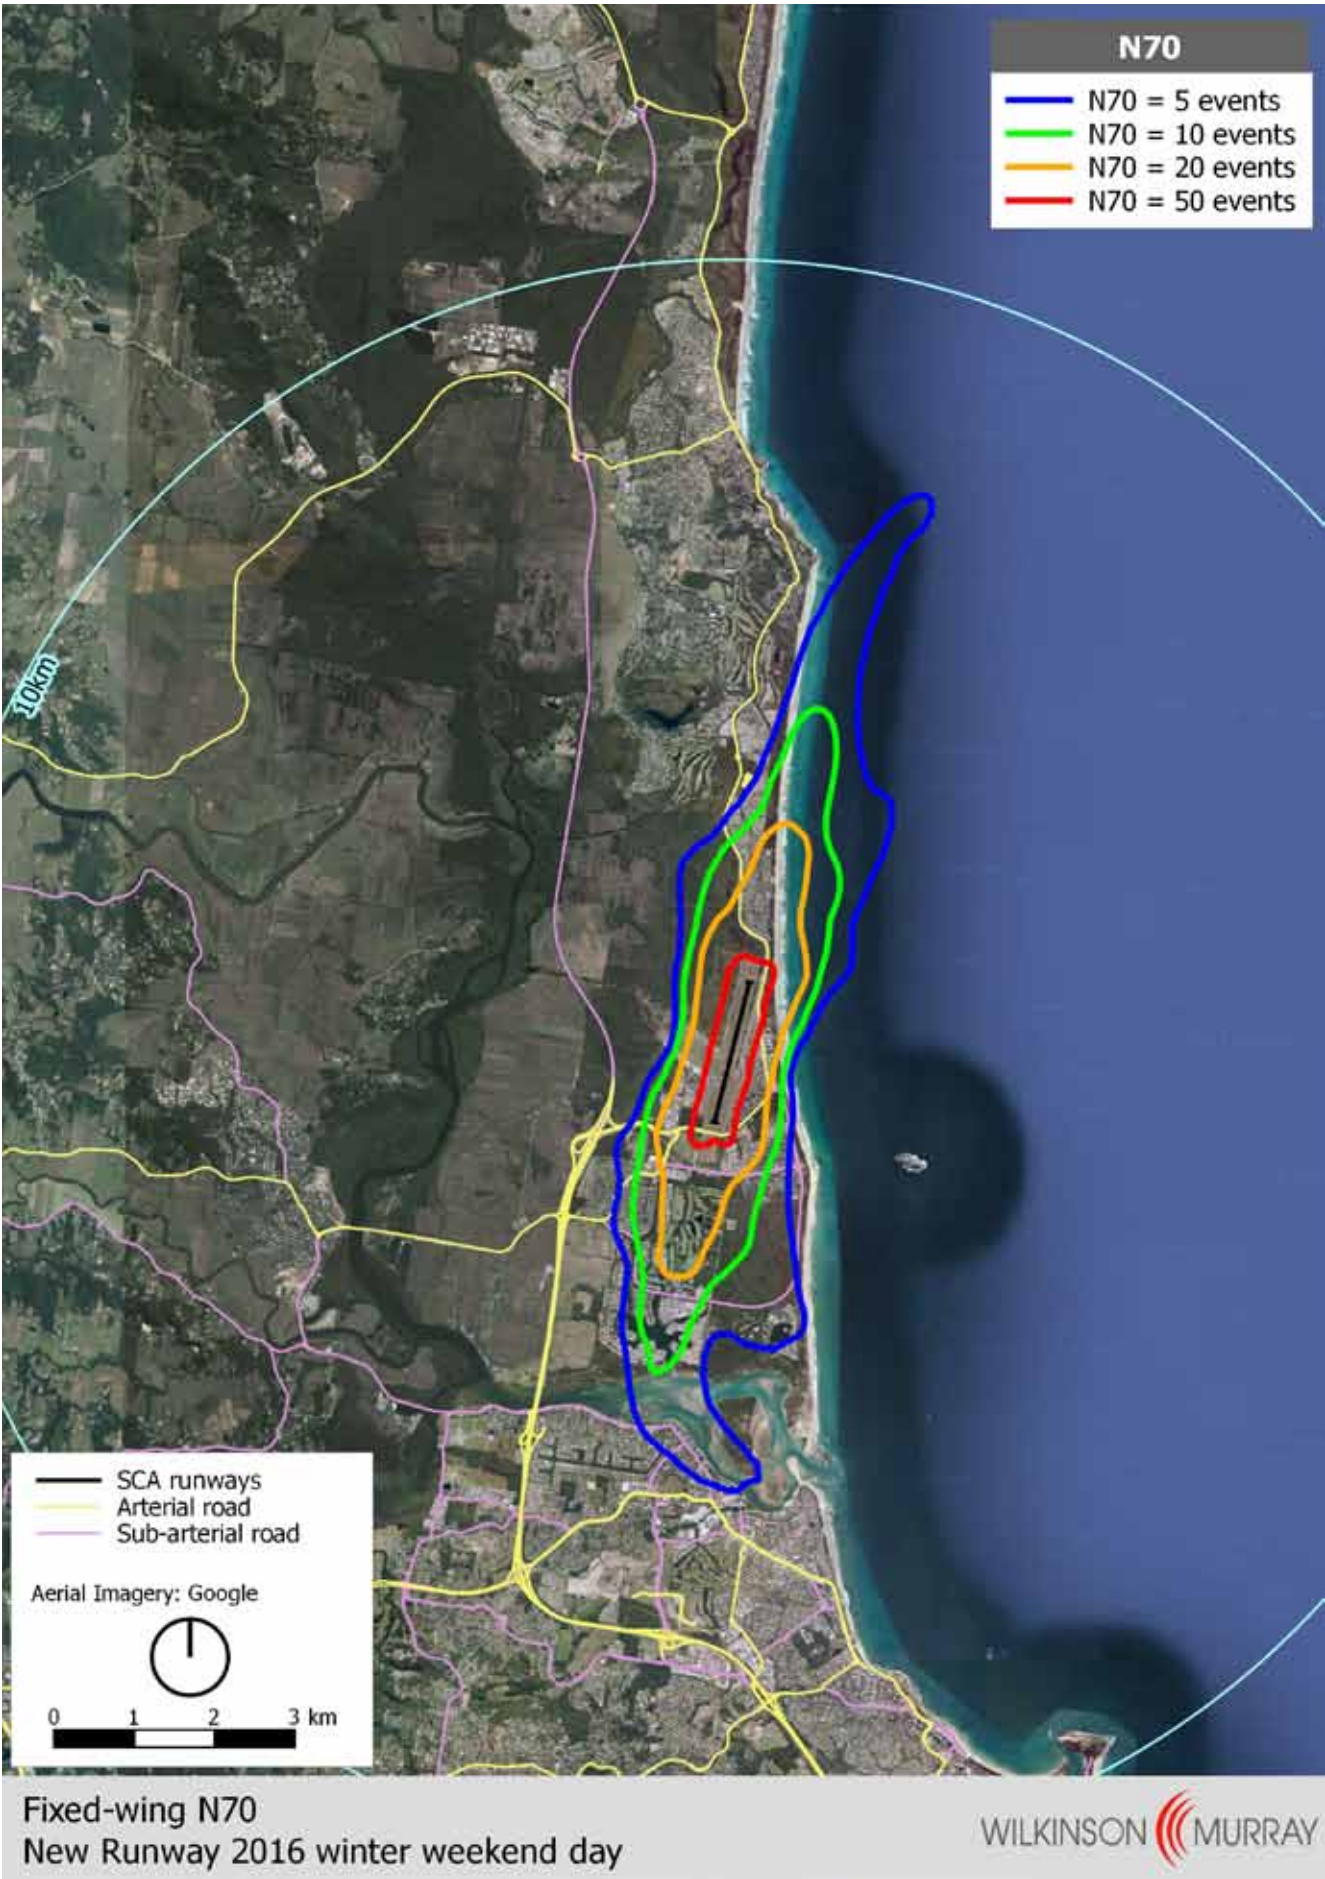 N70
N70 = 5 events
N70 = 10 events
N70 = 20 events
N70 = 50 events
10km
SCA runways
Arterial road
Sub-arterial road
Aerial Imagery: Google
0 1 2 3 km
Fixed-wing N70
New Runway 2016 winter weekend day
WILKINSON MURRAY